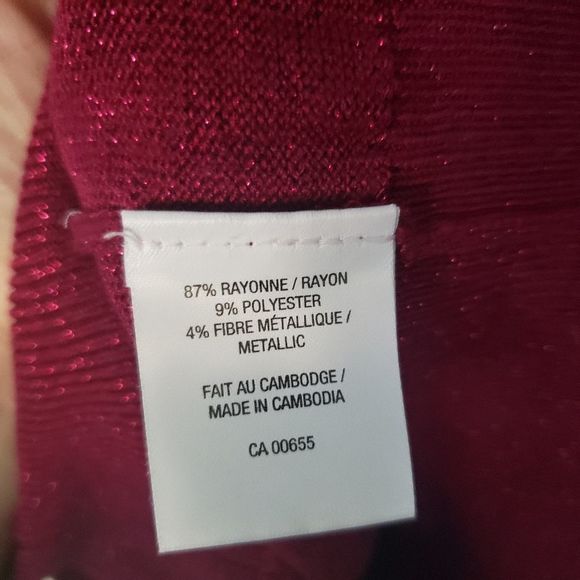 87% RAYONNE / RAYON
9% POLYESTER
4% FIBRE MÉTALLIQUE /
METALLIC
FAIT AU CAMBODGE /
MADE IN CAMBODIA
CA 00655